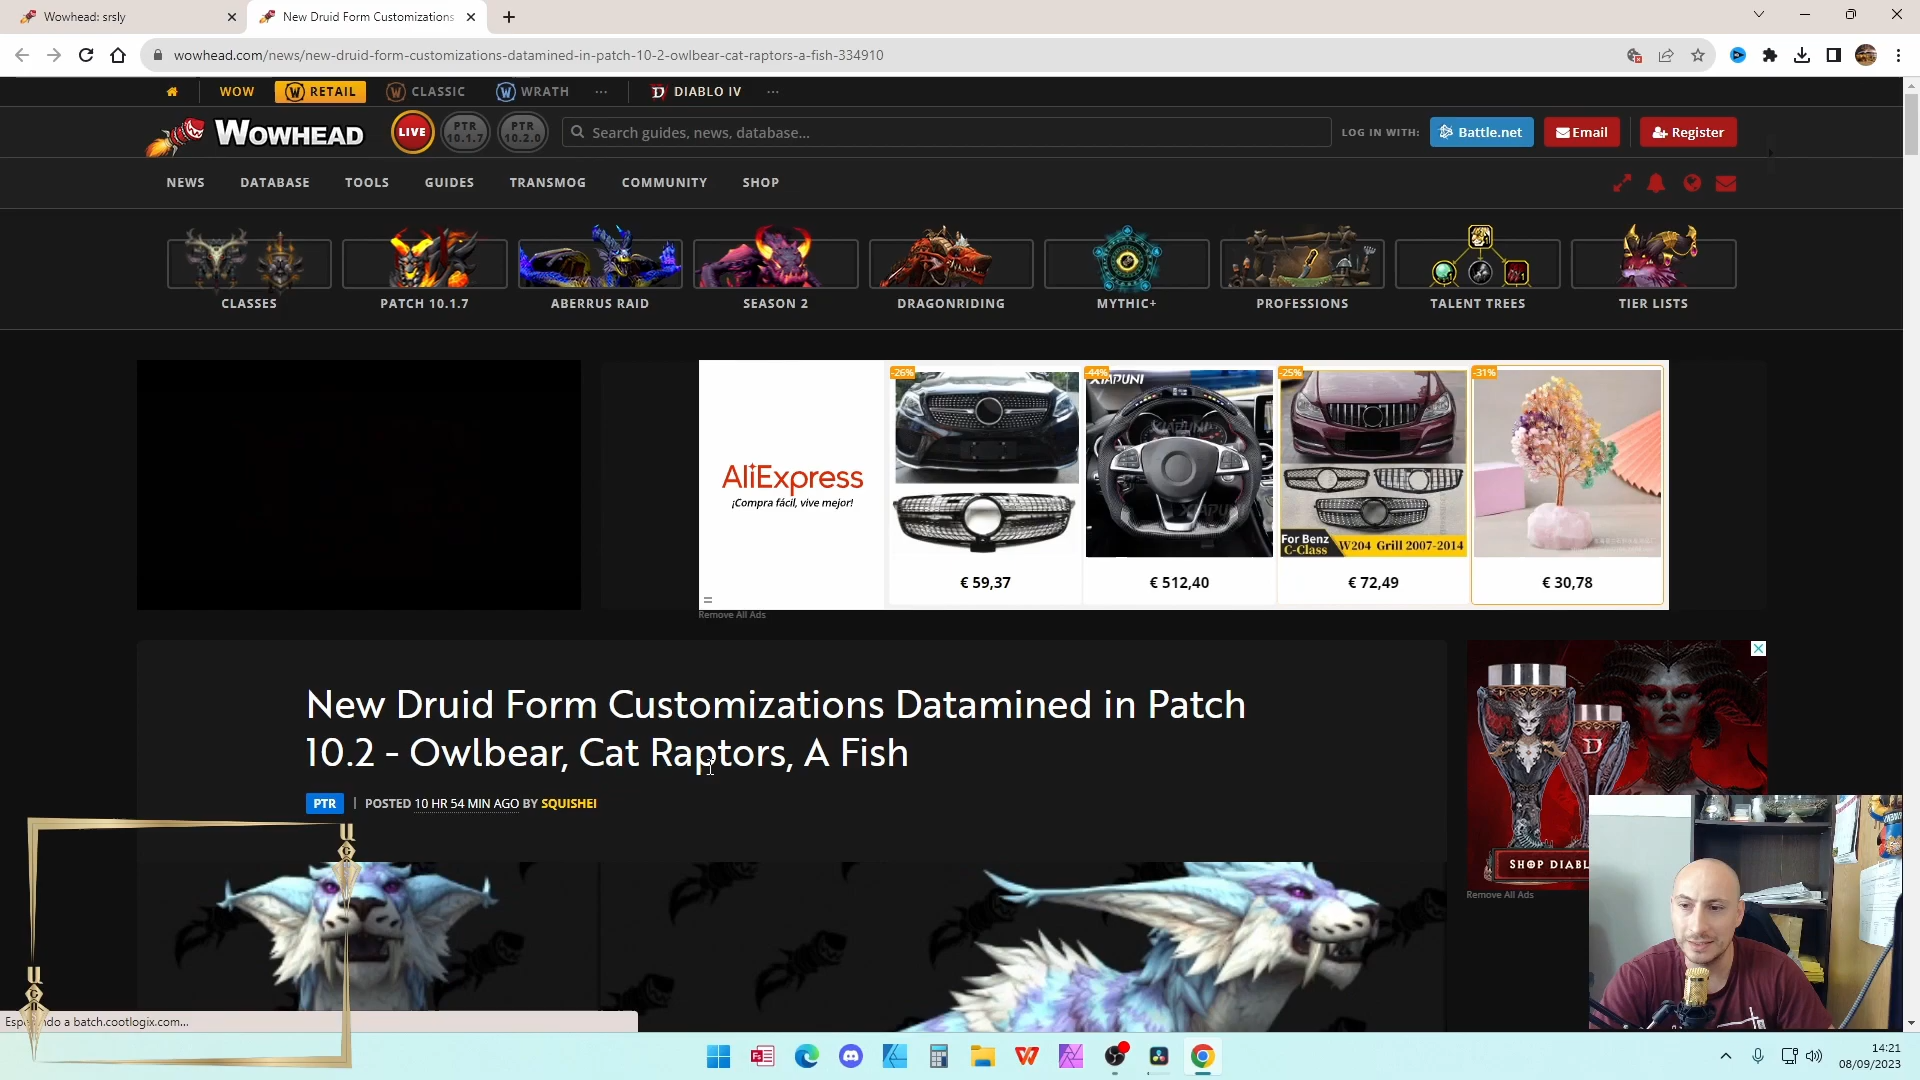 Wowhead: srsly
New Druid Form Customizations
wowhead.com/news/new-druid-form-customizations-datamined-in-patch-10-2-owlbear-cat-raptors-a-fish-334910
WOW
RETAIL
CLASSIC
WRATH
DIABLO IV
WOWHEAD
LIVE
PTR
10.1.7
PTR
10.2.0
Search guides, news, database...
LOG IN WITH:
Battle.net
Email
Register
NEWS
DATABASE
TOOLS
GUIDES
TRANSMOG
COMMUNITY
SHOP
CLASSES
PATCH 10.1.7
ABERRUS RAID
SEASON 2
DRAGONRIDING
MYTHIC+
PROFESSIONS
TALENT TREES
TIER LISTS
AliExpress
¡Compra fácil, vive mejor!
-26%
€ 59,37
-44%
XIAPUNI
€ 512,40
-25%
For Benz
C-Class
W204 Grill 2007-2014
€ 72,49
-31%
€ 30,78
Remove All Ads
New Druid Form Customizations Datamined in Patch
10.2 - Owlbear, Cat Raptors, A Fish
PTR
POSTED 10 HR 54 MIN AGO BY SQUISHEI
SHOP DIABL
Remove All Ads
14:21
08/09/2023